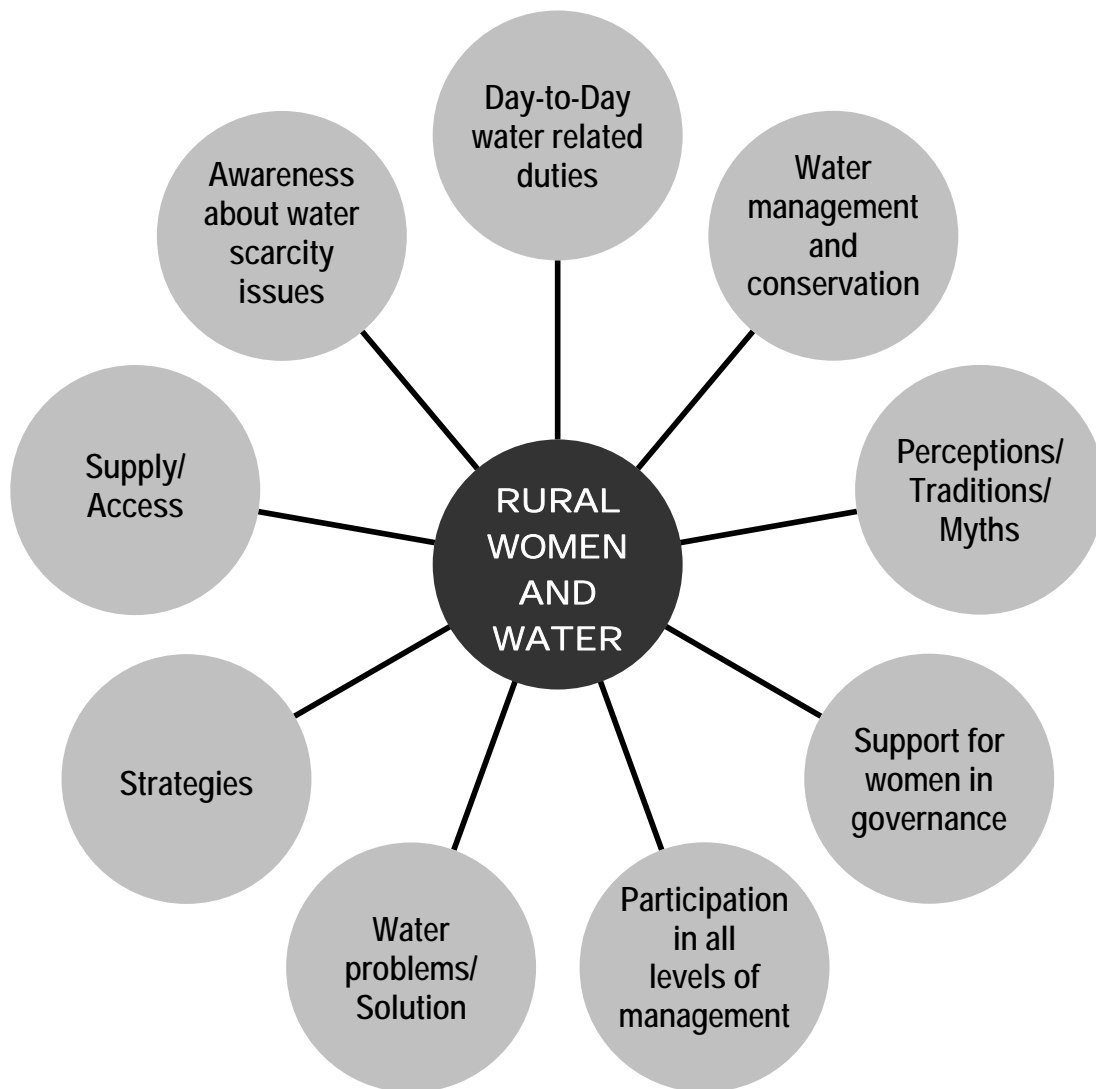 Day-to-Day
water related
duties
Water
management
and
conservation
Perceptions/
Traditions/
Myths
Support for
women in
governance
Participation
in all
levels of
management
Water
problems/
Solution
Strategies
Supply/
Access
Awareness
about water
scarcity
issues
RURAL
WOMEN
AND
WATER